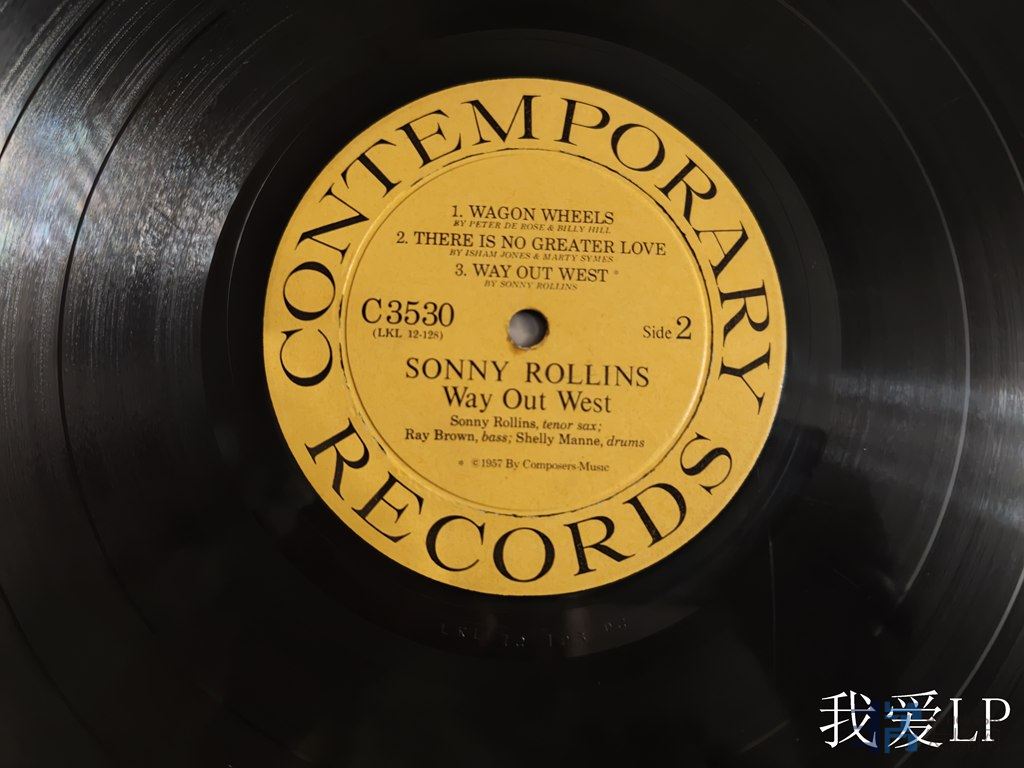 CONTEMPORARY
1. WAGON WHEELS
BY PETER DE ROSE & BILLY HILL
2. THERE IS NO GREATER LOVE
BY ISHAM JONES & MARTY SYMES
3. WAY OUT WEST *
BY SONNY ROLLINS
C 3530
(LKL 12-128)
Side 2
SONNY ROLLINS
Way Out West
Sonny Rollins, tenor sax;
Ray Brown, bass; Shelly Manne, drums
* © 1957 By Composers-Music
RECORDS
我爱LP